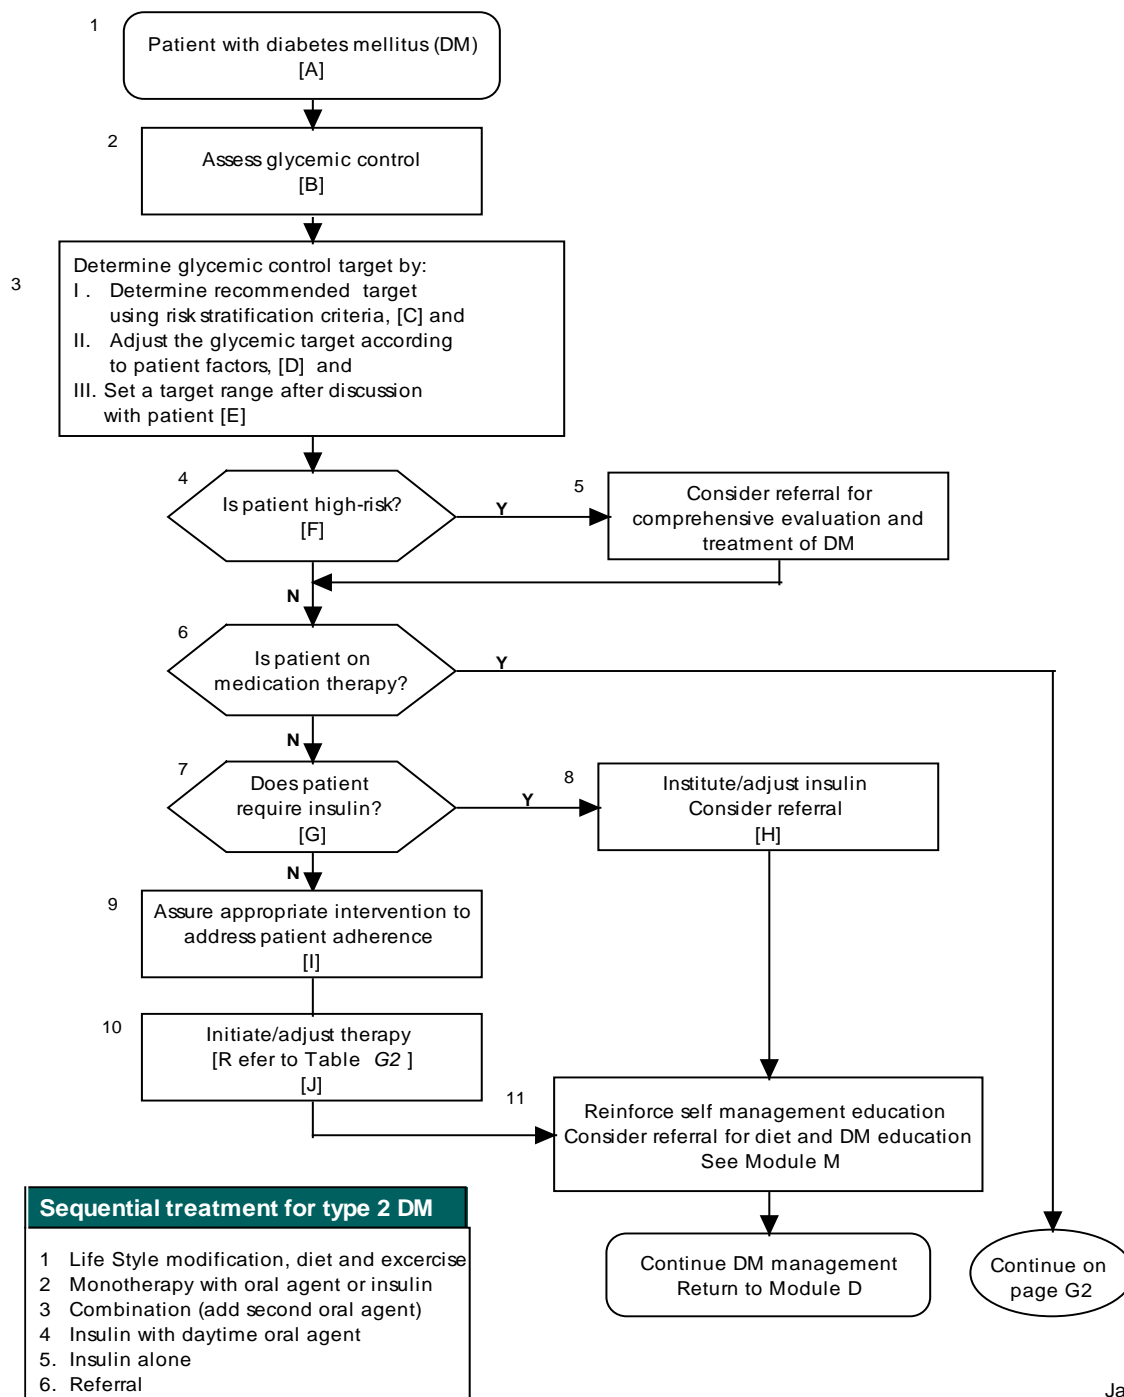 1
Patient with diabetes mellitus (DM)
[A]
2
Assess glycemic control
[B]
3
Determine glycemic control target by:
I . Determine recommended target
using risk stratification criteria, [C] and
II. Adjust the glycemic target according
to patient factors, [D] and
III. Set a target range after discussion
with patient [E]
4
Is patient high-risk?
[F]
Y
5
Consider referral for
comprehensive evaluation and
treatment of DM
N
6
Is patient on
medication therapy?
Y
N
7
Does patient
require insulin?
[G]
Y
8
Institute/adjust insulin
Consider referral
[H]
N
9
Assure appropriate intervention to
address patient adherence
[I]
10
Initiate/adjust therapy
[R efer to Table G2 ]
[J]
11
Reinforce self management education
Consider referral for diet and DM education
See Module M
Continue DM management
Return to Module D
Continue on
page G2
Sequential treatment for type 2 DM
1 Life Style modification, diet and excercise
2 Monotherapy with oral agent or insulin
3 Combination (add second oral agent)
4 Insulin with daytime oral agent
5. Insulin alone
6. Referral
Ja